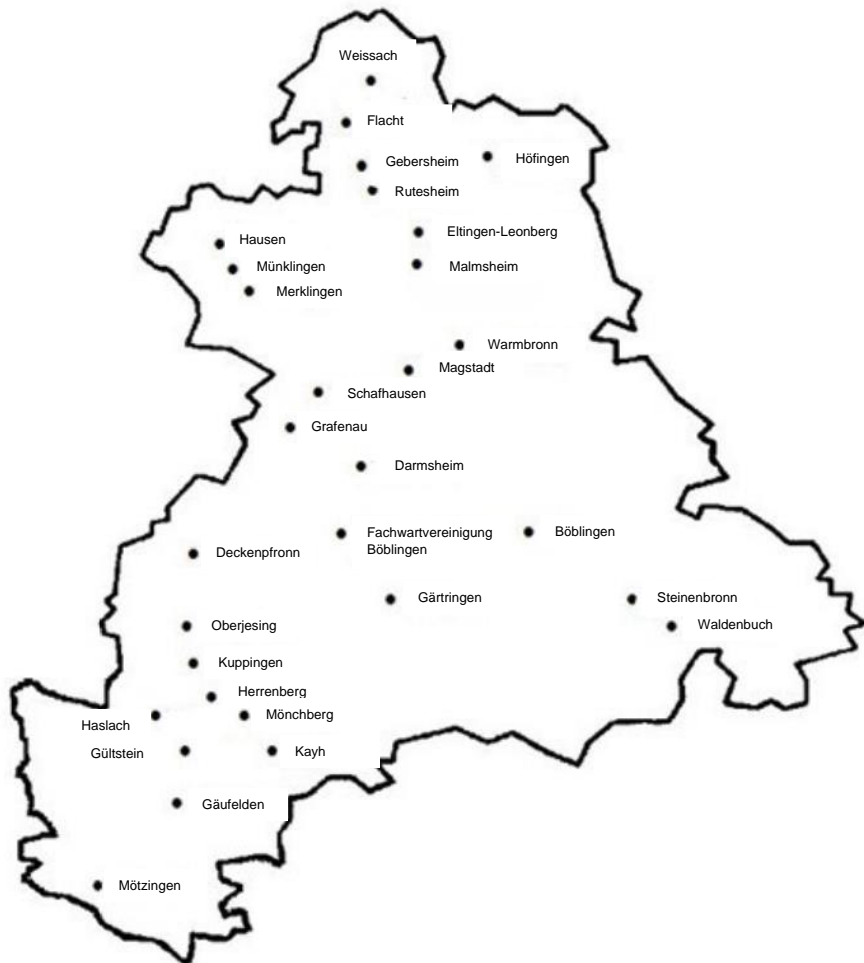 Weissach
Flacht
Gebersheim
Höfingen
Rutesheim
Eltingen-Leonberg
Hausen
Münklingen
Malmsheim
Merklingen
Warmbronn
Magstadt
Schafhausen
Grafenau
Darmsheim
Fachwartvereinigung
Böblingen
Böblingen
Deckenpfronn
Gärtringen
Steinenbronn
Oberjesing
Waldenbuch
Kuppingen
Herrenberg
Haslach
Mönchberg
Gültstein
Kayh
Gäufelden
Mötzingen